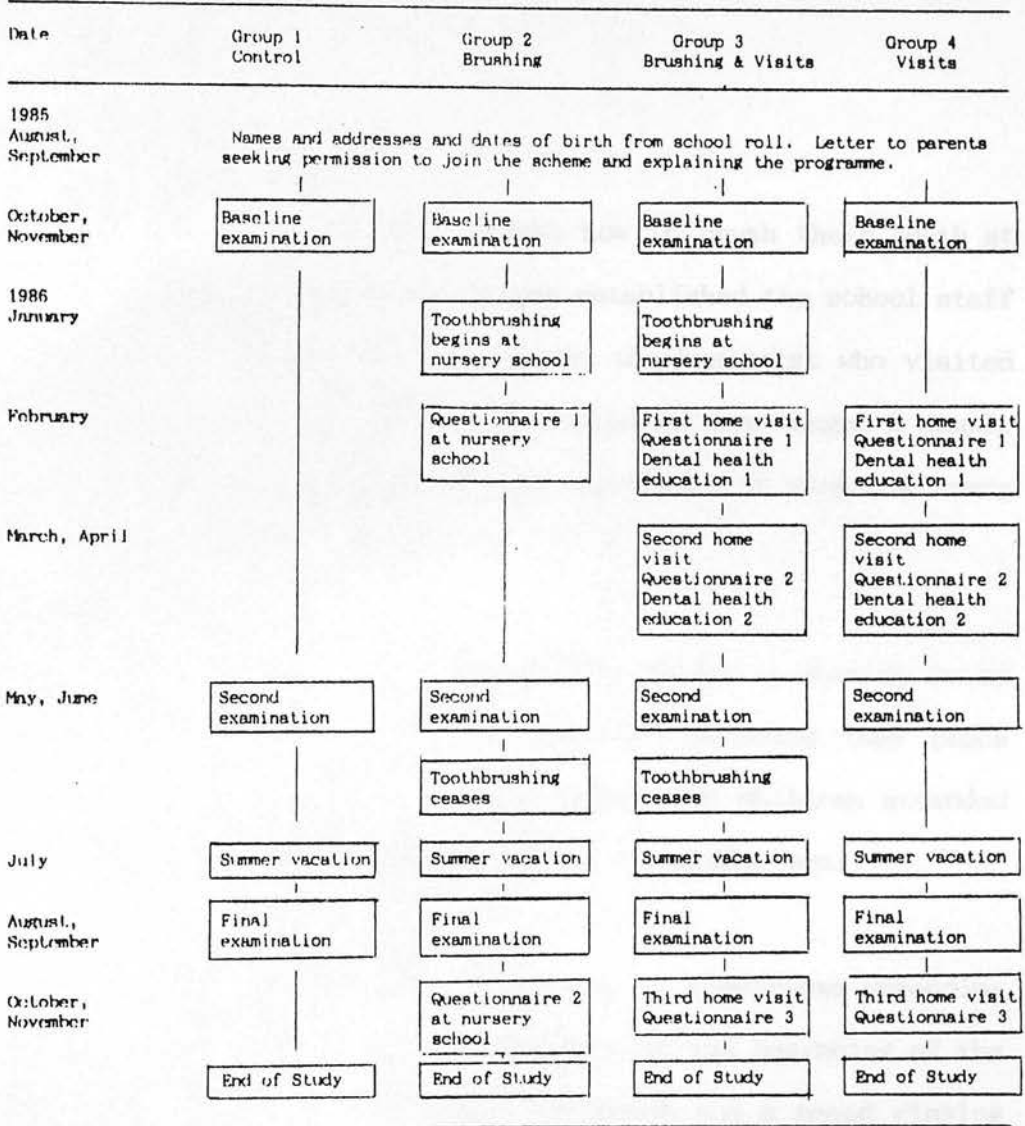 Date Group 1 Group 2 Group 3 Group 4
Control Brushing Brushing & Visits Visits
1985
August, September
Names and addresses and dates of birth from school roll. Letter to parents
seeking permission to join the scheme and explaining the programme.
October, Baseline Baseline Baseline Baseline
November examination examination examination examination
1986
January
Toothbrushing Toothbrushing
begins at begins at
nursery school nursery school
February Questionnaire First home visit First home visit
at nursery Questionnaire 1 Questionnaire 1
school Dental health Dental health
education 1 education 1
March, April Second home Second home
visit visit
Questionnaire 2 Questionnaire 2
Dental health Dental health
education 2 education 2
May, June Second Second Second Second
examination examination examination examination
Toothbrushing Toothbrushing
ceases ceases
July Summer vacation Summer vacation Summer vacation Summer vacation
August, Final Final Final Final
September examination examination examination examination
October, Questionnaire 2 Third home visit Third home visit
November at nursery Questionnaire 3 Questionnaire 3
school
End of Study End of Study End of Study End of Study